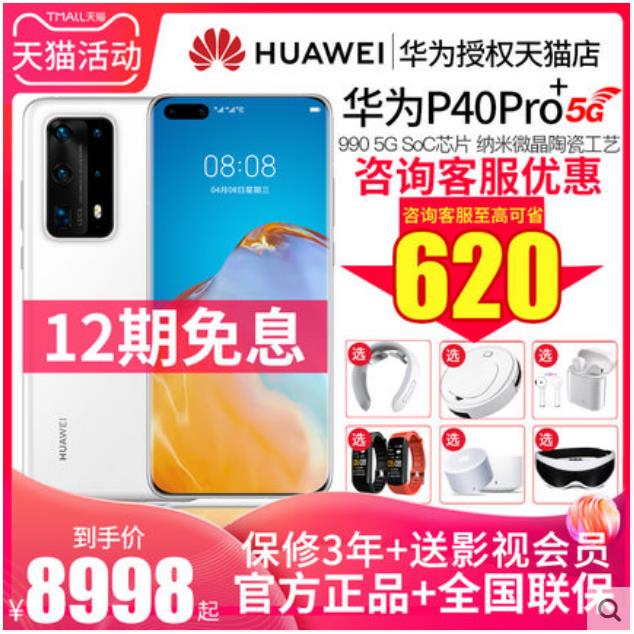 TMALL天猫
天猫活动
HUAWEI 华为授权天猫店
华为P40Pro+ 5G
990 5G SoC芯片 纳米微晶陶瓷工艺
咨询客服优惠
咨询客服至高可省
620
08:08
04月08日 星期三
12期免息
选 选 选
选 选 选
HUAWEI
到手价
¥8998起
保修3年+送影视会员
官方正品+全国联保